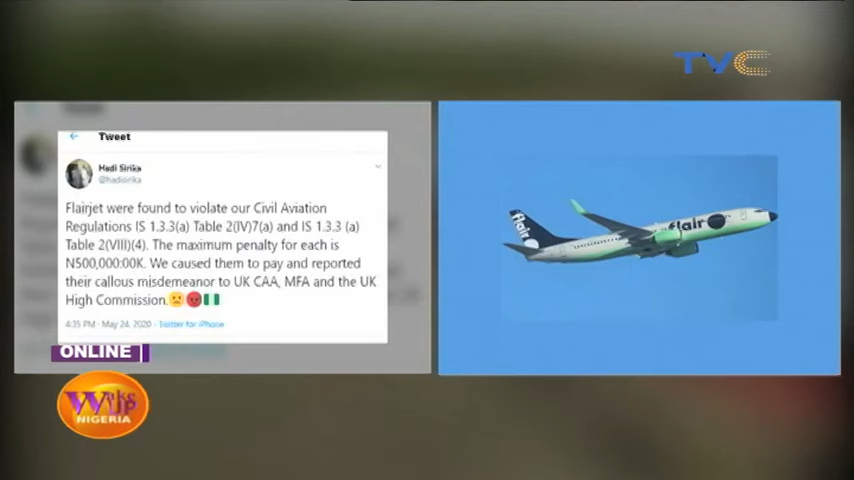 TVC
Tweet
Hadi Sirika
@hadisirika
Flairjet were found to violate our Civil Aviation
Regulations IS 1.3.3(a) Table 2(IV)7(a) and IS 1.3.3 (a)
Table 2(VIII)(4). The maximum penalty for each is
N500,000:00K. We caused them to pay and reported
their callous misdemeanor to UK CAA, MFA and the UK
High Commission.😟😡🇳🇬
4:35 PM · May 24, 2020 · Twitter for iPhone
flair
flair
ONLINE
Wake
UP
NIGERIA